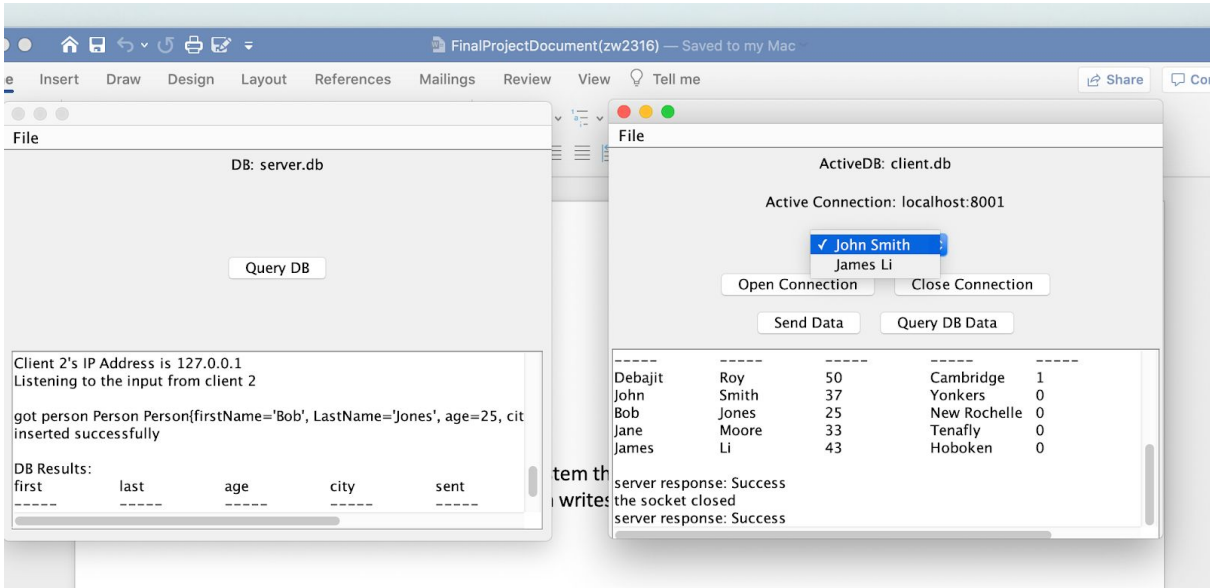 FinalProjectDocument(zw2316) — Saved to my Mac
Insert Draw Design Layout References Mailings Review View Tell me
Share
File
DB: server.db
Query DB
Client 2's IP Address is 127.0.0.1
Listening to the input from client 2
got person Person Person{firstName='Bob', LastName='Jones', age=25, cit
inserted successfully
DB Results:
first last age city sent
----- ----- ----- ----- -----
tem th
writes
File
ActiveDB: client.db
Active Connection: localhost:8001
✓ John Smith
James Li
Open Connection Close Connection
Send Data Query DB Data
----- ----- ----- ----- -----
Debajit Roy 50 Cambridge 1
John Smith 37 Yonkers 0
Bob Jones 25 New Rochelle 0
Jane Moore 33 Tenafly 0
James Li 43 Hoboken 0
server response: Success
the socket closed
server response: Success